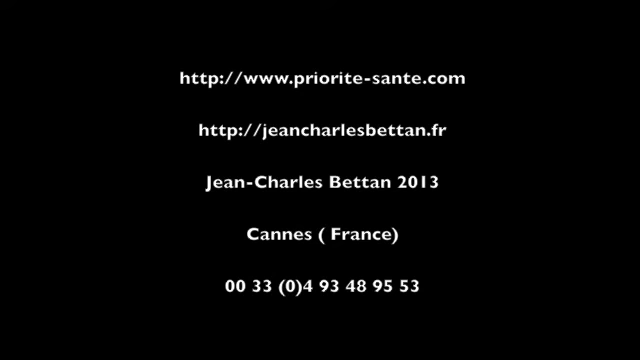 http://www.priorite-sante.com
http://jeancharlesbettan.fr
Jean-Charles Bettan 2013
Cannes ( France)
00 33 (0)4 93 48 95 53